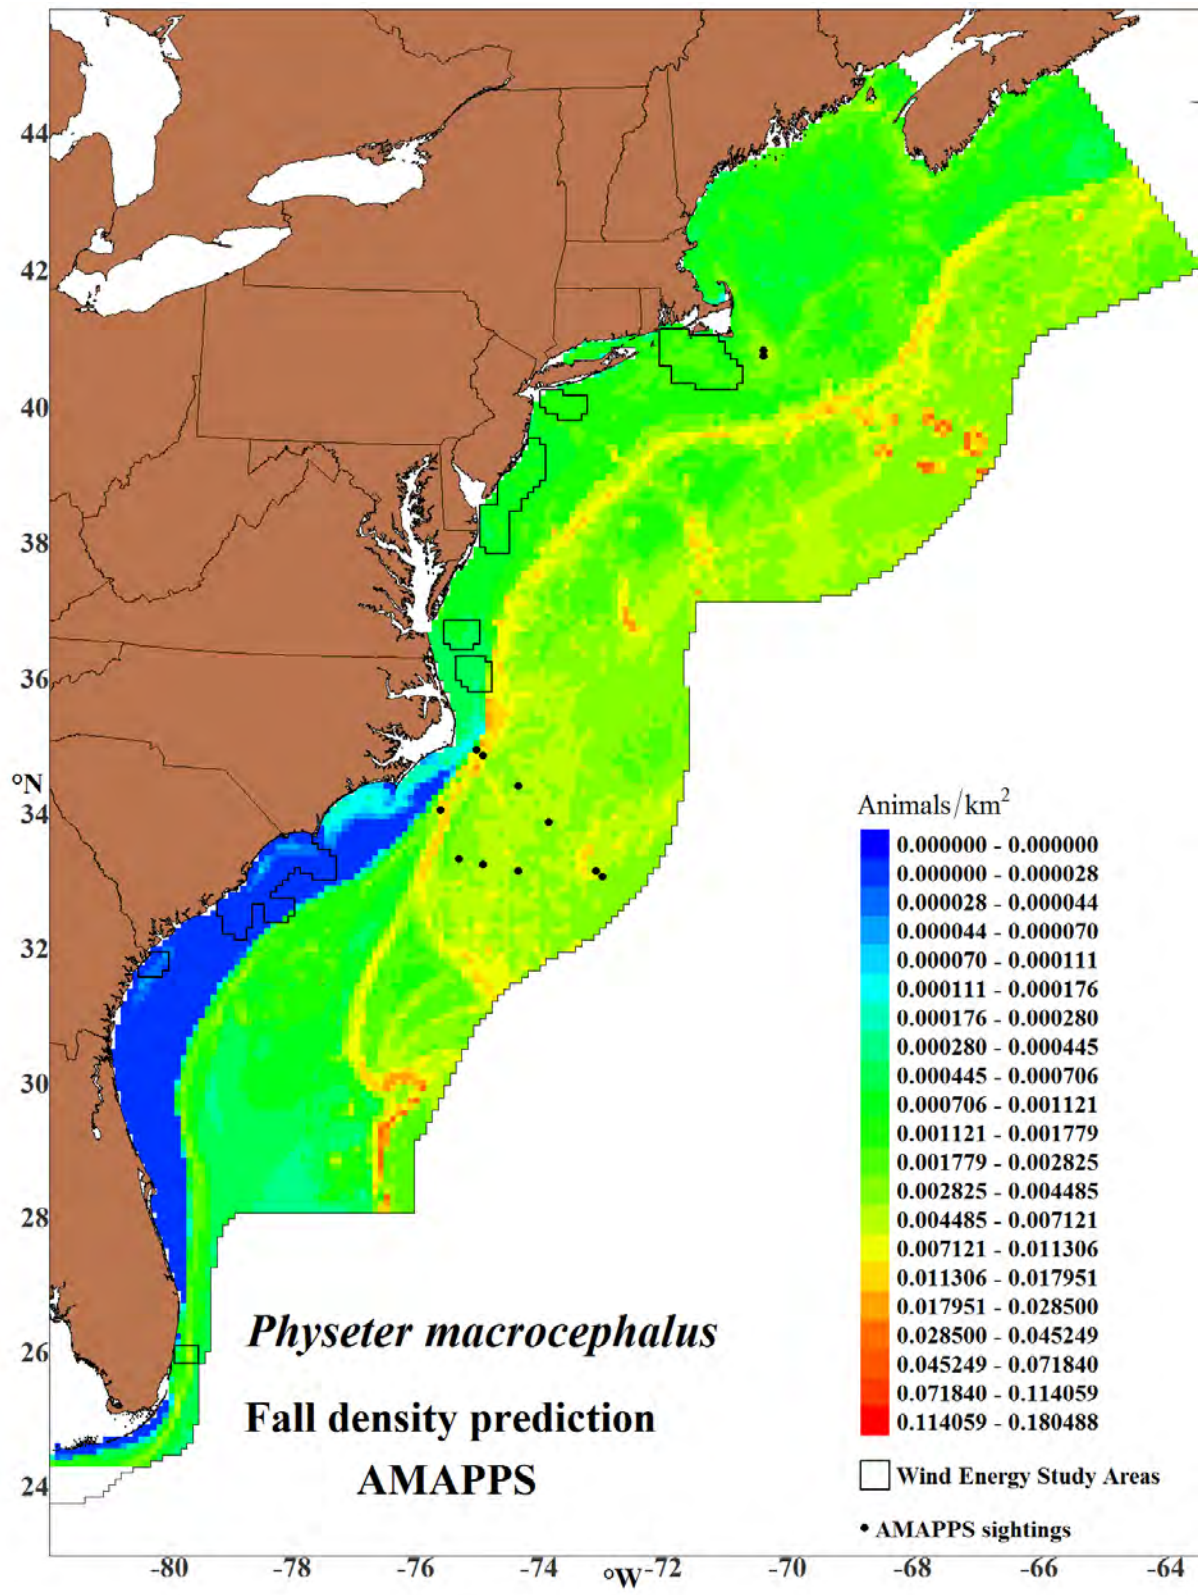 44
42
40
38
36
°N
34
32
30
28
26
24
-80
-78
-76
-74
°W
-72
-70
-68
-66
-64
Physeter macrocephalus
Fall density prediction
AMAPPS
Animals/km²
0.000000 - 0.000000
0.000000 - 0.000028
0.000028 - 0.000044
0.000044 - 0.000070
0.000070 - 0.000111
0.000111 - 0.000176
0.000176 - 0.000280
0.000280 - 0.000445
0.000445 - 0.000706
0.000706 - 0.001121
0.001121 - 0.001779
0.001779 - 0.002825
0.002825 - 0.004485
0.004485 - 0.007121
0.007121 - 0.011306
0.011306 - 0.017951
0.017951 - 0.028500
0.028500 - 0.045249
0.045249 - 0.071840
0.071840 - 0.114059
0.114059 - 0.180488
Wind Energy Study Areas
AMAPPS sightings